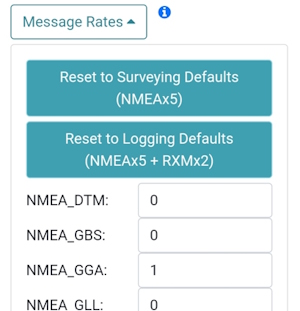 Message Rates
Reset to Surveying Defaults
(NMEAx5)
Reset to Logging Defaults
(NMEAx5 + RXMx2)
NMEA_DTM: 0
NMEA_GBS: 0
NMEA_GGA: 1
NMEA_GLL: 0